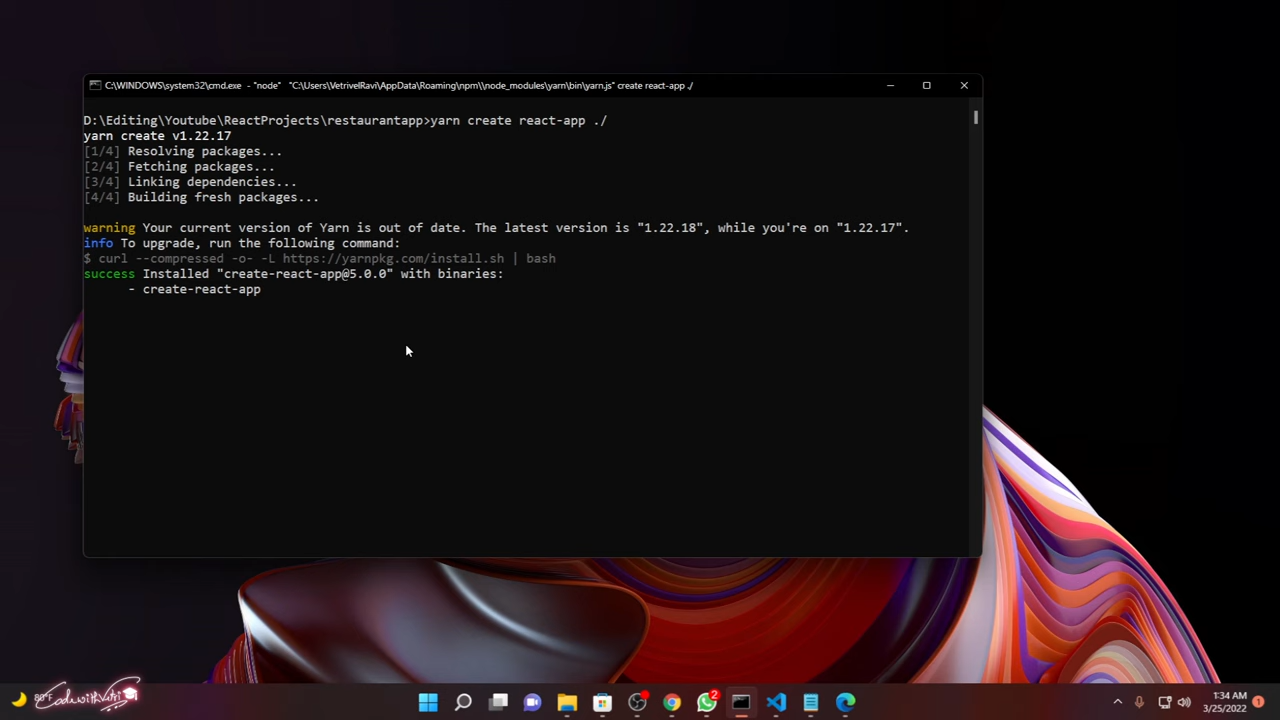 C:\WINDOWS\system32\cmd.exe - "node" "C:\Users\VetrivelRavi\AppData\Roaming\npm\\node_modules\yarn\bin\yarn.js" create react-app ./
D:\Editing\Youtube\ReactProjects\restaurantapp>yarn create react-app ./
yarn create v1.22.17
[1/4] Resolving packages...
[2/4] Fetching packages...
[3/4] Linking dependencies...
[4/4] Building fresh packages...
warning Your current version of Yarn is out of date. The latest version is "1.22.18", while you're on "1.22.17".
info To upgrade, run the following command:
$ curl --compressed -o- -L https://yarnpkg.com/install.sh | bash
success Installed "create-react-app@5.0.0" with binaries:
- create-react-app
80°F
CodewithVetri
2
1:34 AM
3/25/2022
1